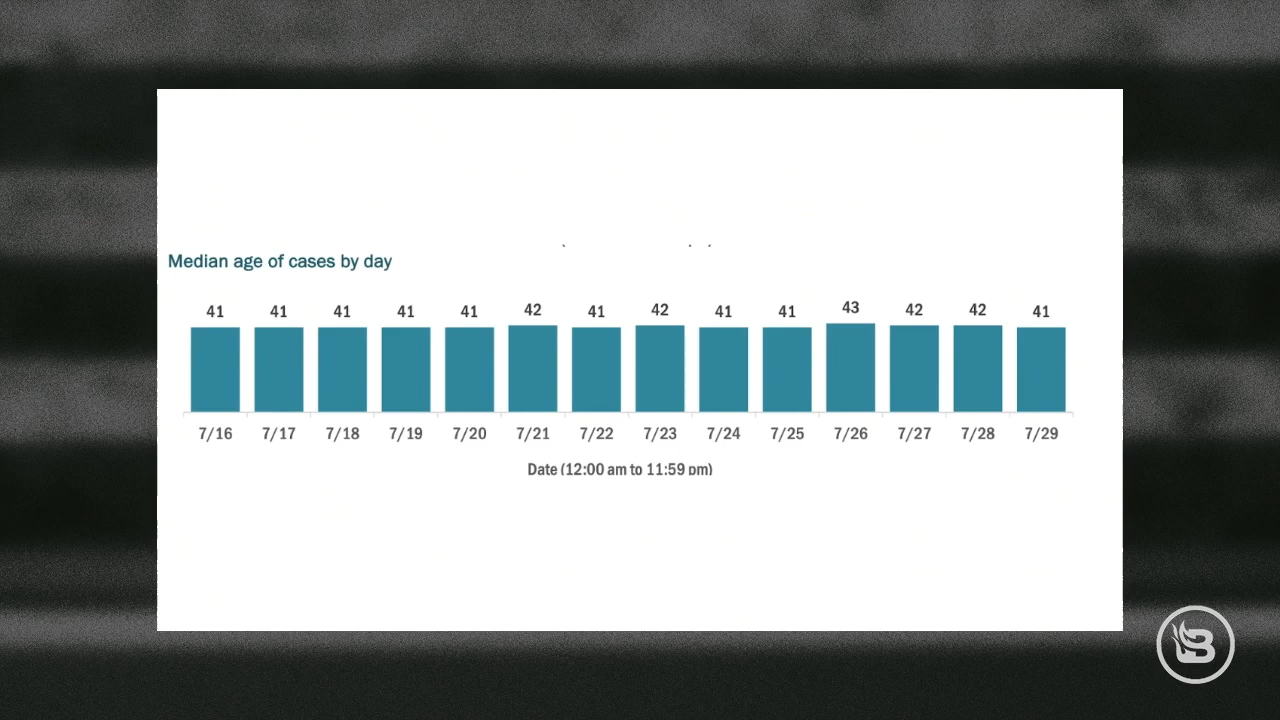 Median age of cases by day
41 41 41 41 41 42 41 42 41 41 43 42 42 41
7/16 7/17 7/18 7/19 7/20 7/21 7/22 7/23 7/24 7/25 7/26 7/27 7/28 7/29
Date (12:00 am to 11:59 pm)
B